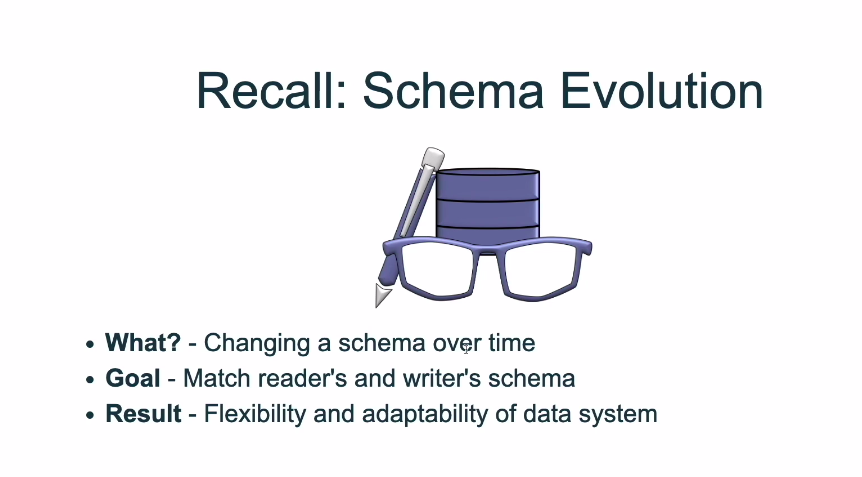 Recall: Schema Evolution
• What? - Changing a schema over time
• Goal - Match reader's and writer's schema
• Result - Flexibility and adaptability of data system